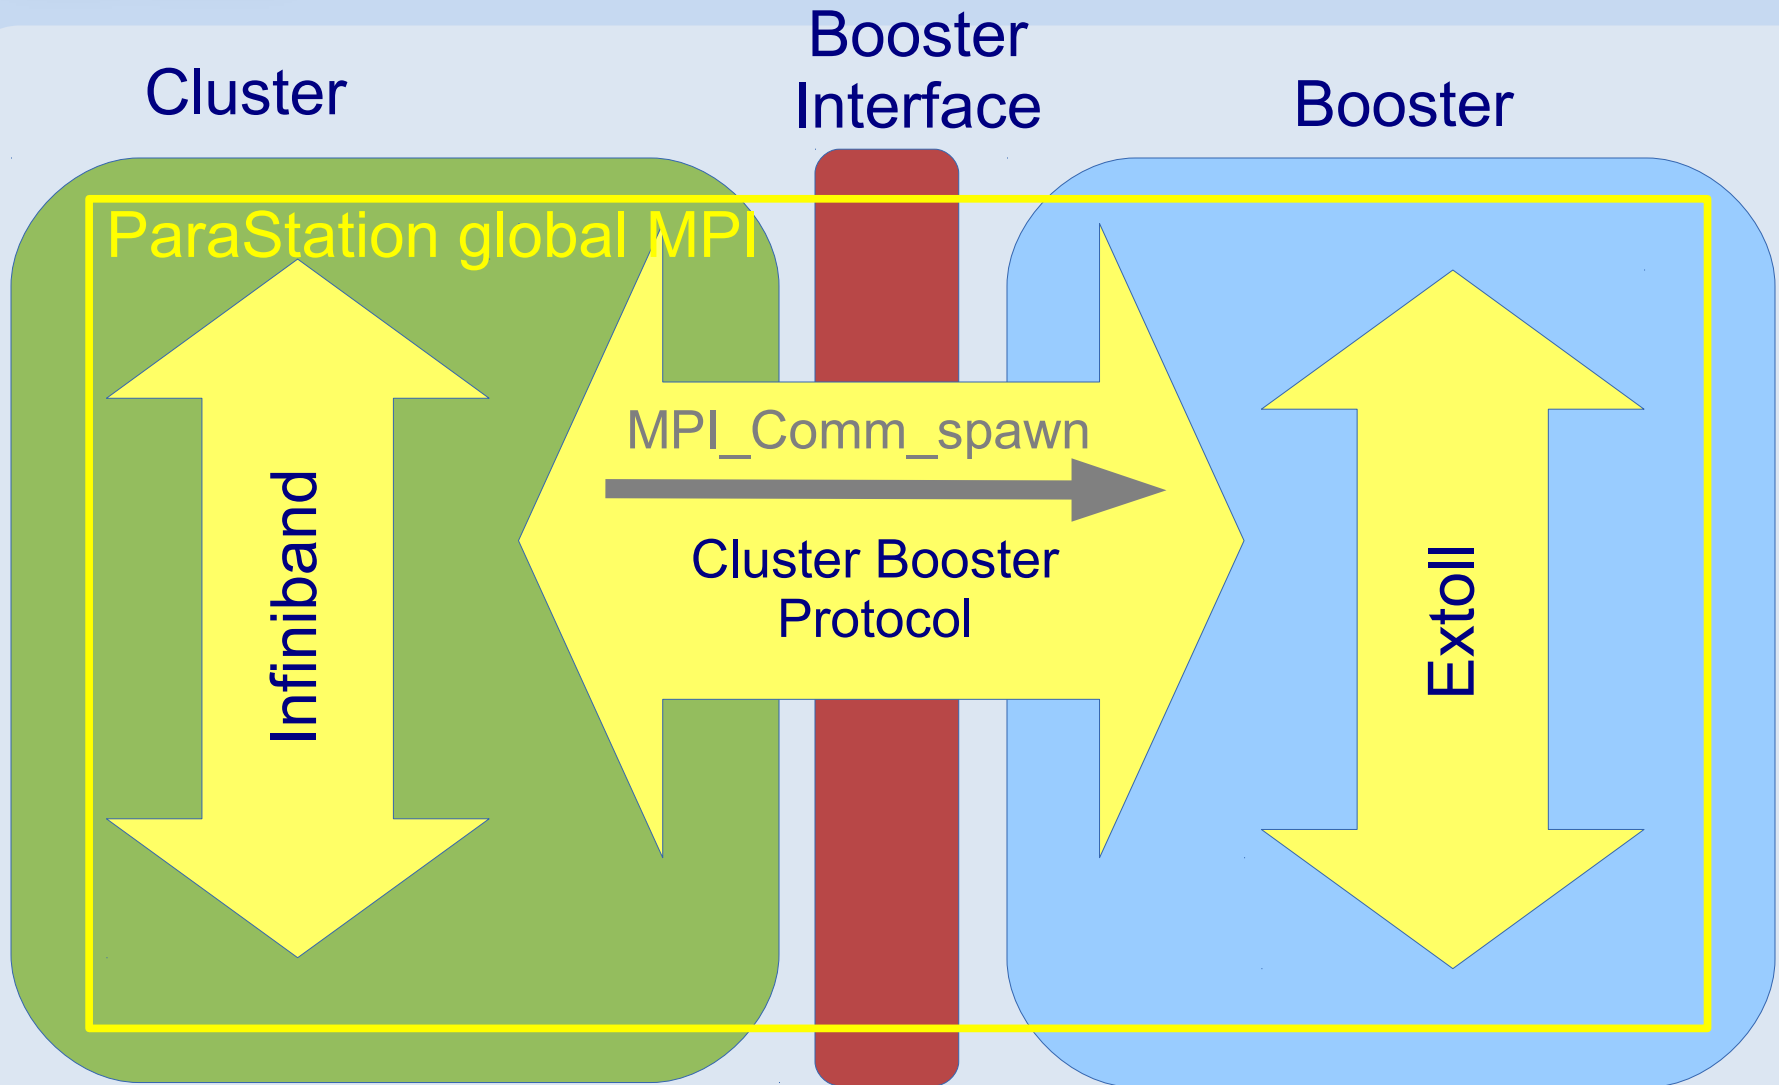 Cluster
Booster
Interface
Booster
ParaStation global MPI
MPI_Comm_spawn
Cluster Booster
Protocol
Infiniband
Extoll